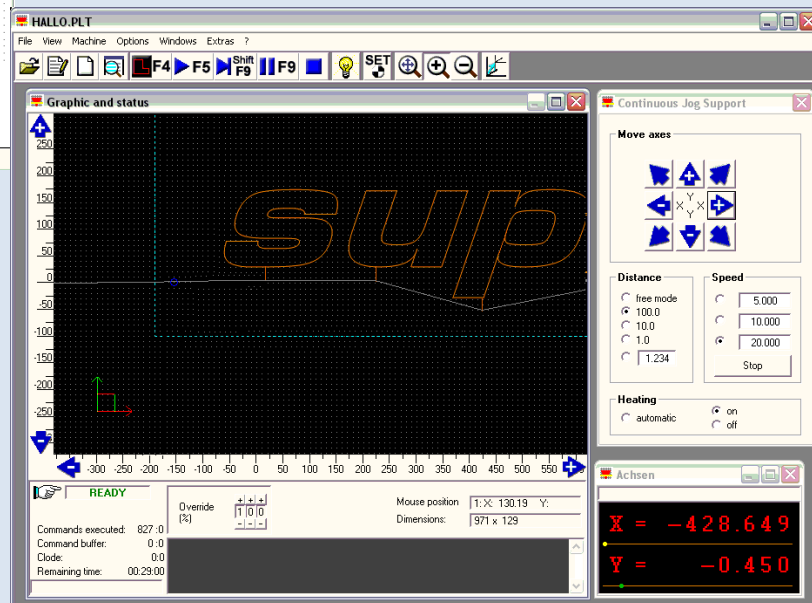 HALLO.PLT
File View Machine Options Windows Extras ?
F4 F5 Shift F9 F9 SET
Graphic and status
250
200
150
100
50
0
-50
-100
-150
-200
-250
sup
-300 -250 -200 -150 -100 -50 0 50 100 150 200 250 300 350 400 450 500 550
READY
Commands executed: 827 :0
Command buffer: 0 :0
Clode: 0:0
Remaining time: 00:29:00
Override
(%)
+ + +
1 0 0
- - -
Mouse position 1: X: 130.19 Y:
Dimensions: 971 x 129
Continuous Jog Support
Move axes
Y
X X
Y
Distance
free mode
100.0
10.0
1.0
1.234
Speed
5.000
10.000
20.000
Stop
Heating
automatic
on
off
Achsen
X = -428.649
Y = -0.450